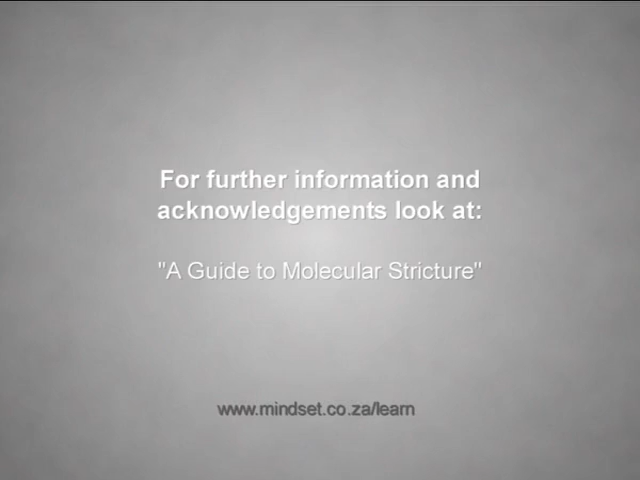 For further information and
acknowledgements look at:
"A Guide to Molecular Stricture"
www.mindset.co.za/learn